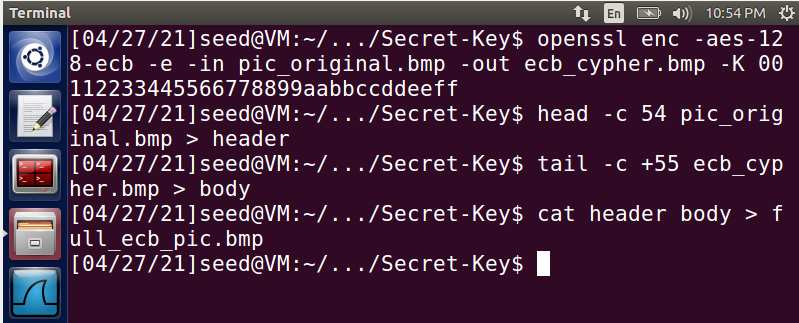 Terminal En 10:54 PM
[04/27/21]seed@VM:~/.../Secret-Key$ openssl enc -aes-12
8-ecb -e -in pic_original.bmp -out ecb_cypher.bmp -K 00
112233445566778899aabbccddeeff
[04/27/21]seed@VM:~/.../Secret-Key$ head -c 54 pic_orig
inal.bmp > header
[04/27/21]seed@VM:~/.../Secret-Key$ tail -c +55 ecb_cyp
her.bmp > body
[04/27/21]seed@VM:~/.../Secret-Key$ cat header body > f
ull_ecb_pic.bmp
[04/27/21]seed@VM:~/.../Secret-Key$